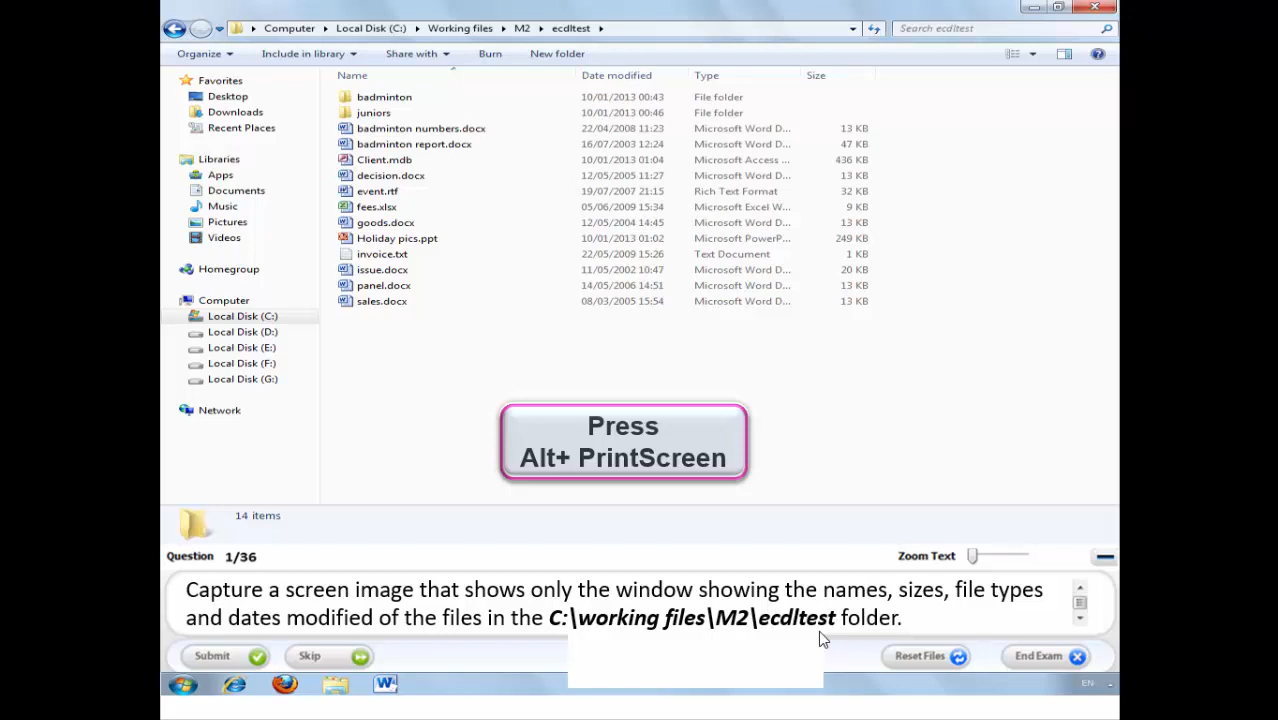 Computer Local Disk (C:) Working files M2 ecdltest Search ecdltest
Organize Include in library Share with Burn New folder
Name Date modified Type Size
Favorites
Desktop
Downloads
Recent Places
Libraries
Apps
Documents
Music
Pictures
Videos
Homegroup
Computer
Local Disk (C:)
Local Disk (D:)
Local Disk (E:)
Local Disk (F:)
Local Disk (G:)
Network
badminton 10/01/2013 00:43 File folder
juniors 10/01/2013 00:46 File folder
badminton numbers.docx 22/04/2008 11:23 Microsoft Word D... 13 KB
badminton report.docx 16/07/2003 12:24 Microsoft Word D... 47 KB
Client.mdb 10/01/2013 01:04 Microsoft Access ... 436 KB
decision.docx 12/05/2005 11:27 Microsoft Word D... 13 KB
event.rtf 19/07/2007 21:15 Rich Text Format 32 KB
fees.xlsx 05/06/2009 15:34 Microsoft Excel W... 9 KB
goods.docx 12/05/2004 14:45 Microsoft Word D... 13 KB
Holiday pics.ppt 10/01/2013 01:02 Microsoft PowerP... 249 KB
invoice.txt 22/05/2009 15:26 Text Document 1 KB
issue.docx 11/05/2002 10:47 Microsoft Word D... 20 KB
panel.docx 14/05/2006 14:51 Microsoft Word D... 13 KB
sales.docx 08/03/2005 15:54 Microsoft Word D... 13 KB
Press
Alt+ PrintScreen
14 items
Question 1/36 Zoom Text
Capture a screen image that shows only the window showing the names, sizes, file types
and dates modified of the files in the C:\working files\M2\ecdltest folder.
Submit Skip Reset Files End Exam
EN